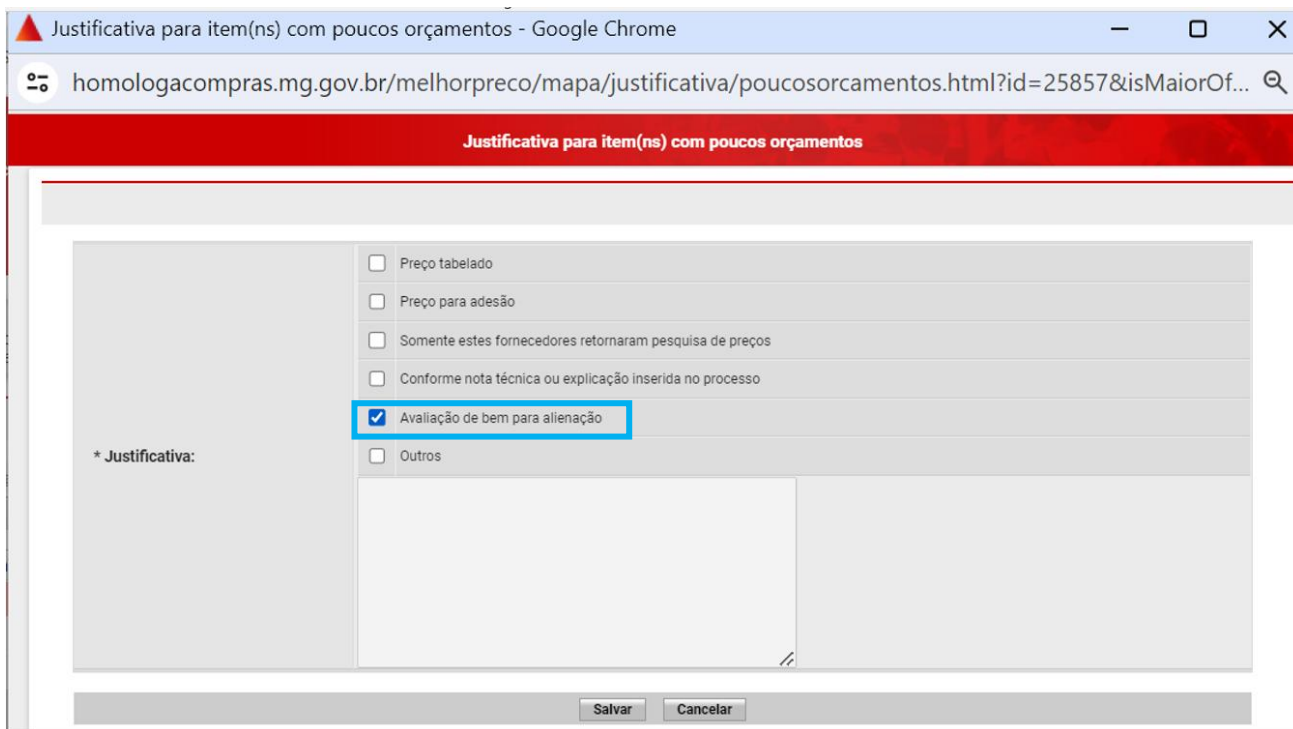 Justificativa para item(ns) com poucos orçamentos - Google Chrome
homologacompras.mg.gov.br/melhorpreco/mapa/justificativa/poucosorcamentos.html?id=25857&isMaiorOf...
Justificativa para item(ns) com poucos orçamentos
Preço tabelado
Preço para adesão
Somente estes fornecedores retornaram pesquisa de preços
Conforme nota técnica ou explicação inserida no processo
Avaliação de bem para alienação
* Justificativa:
Outros
Salvar
Cancelar